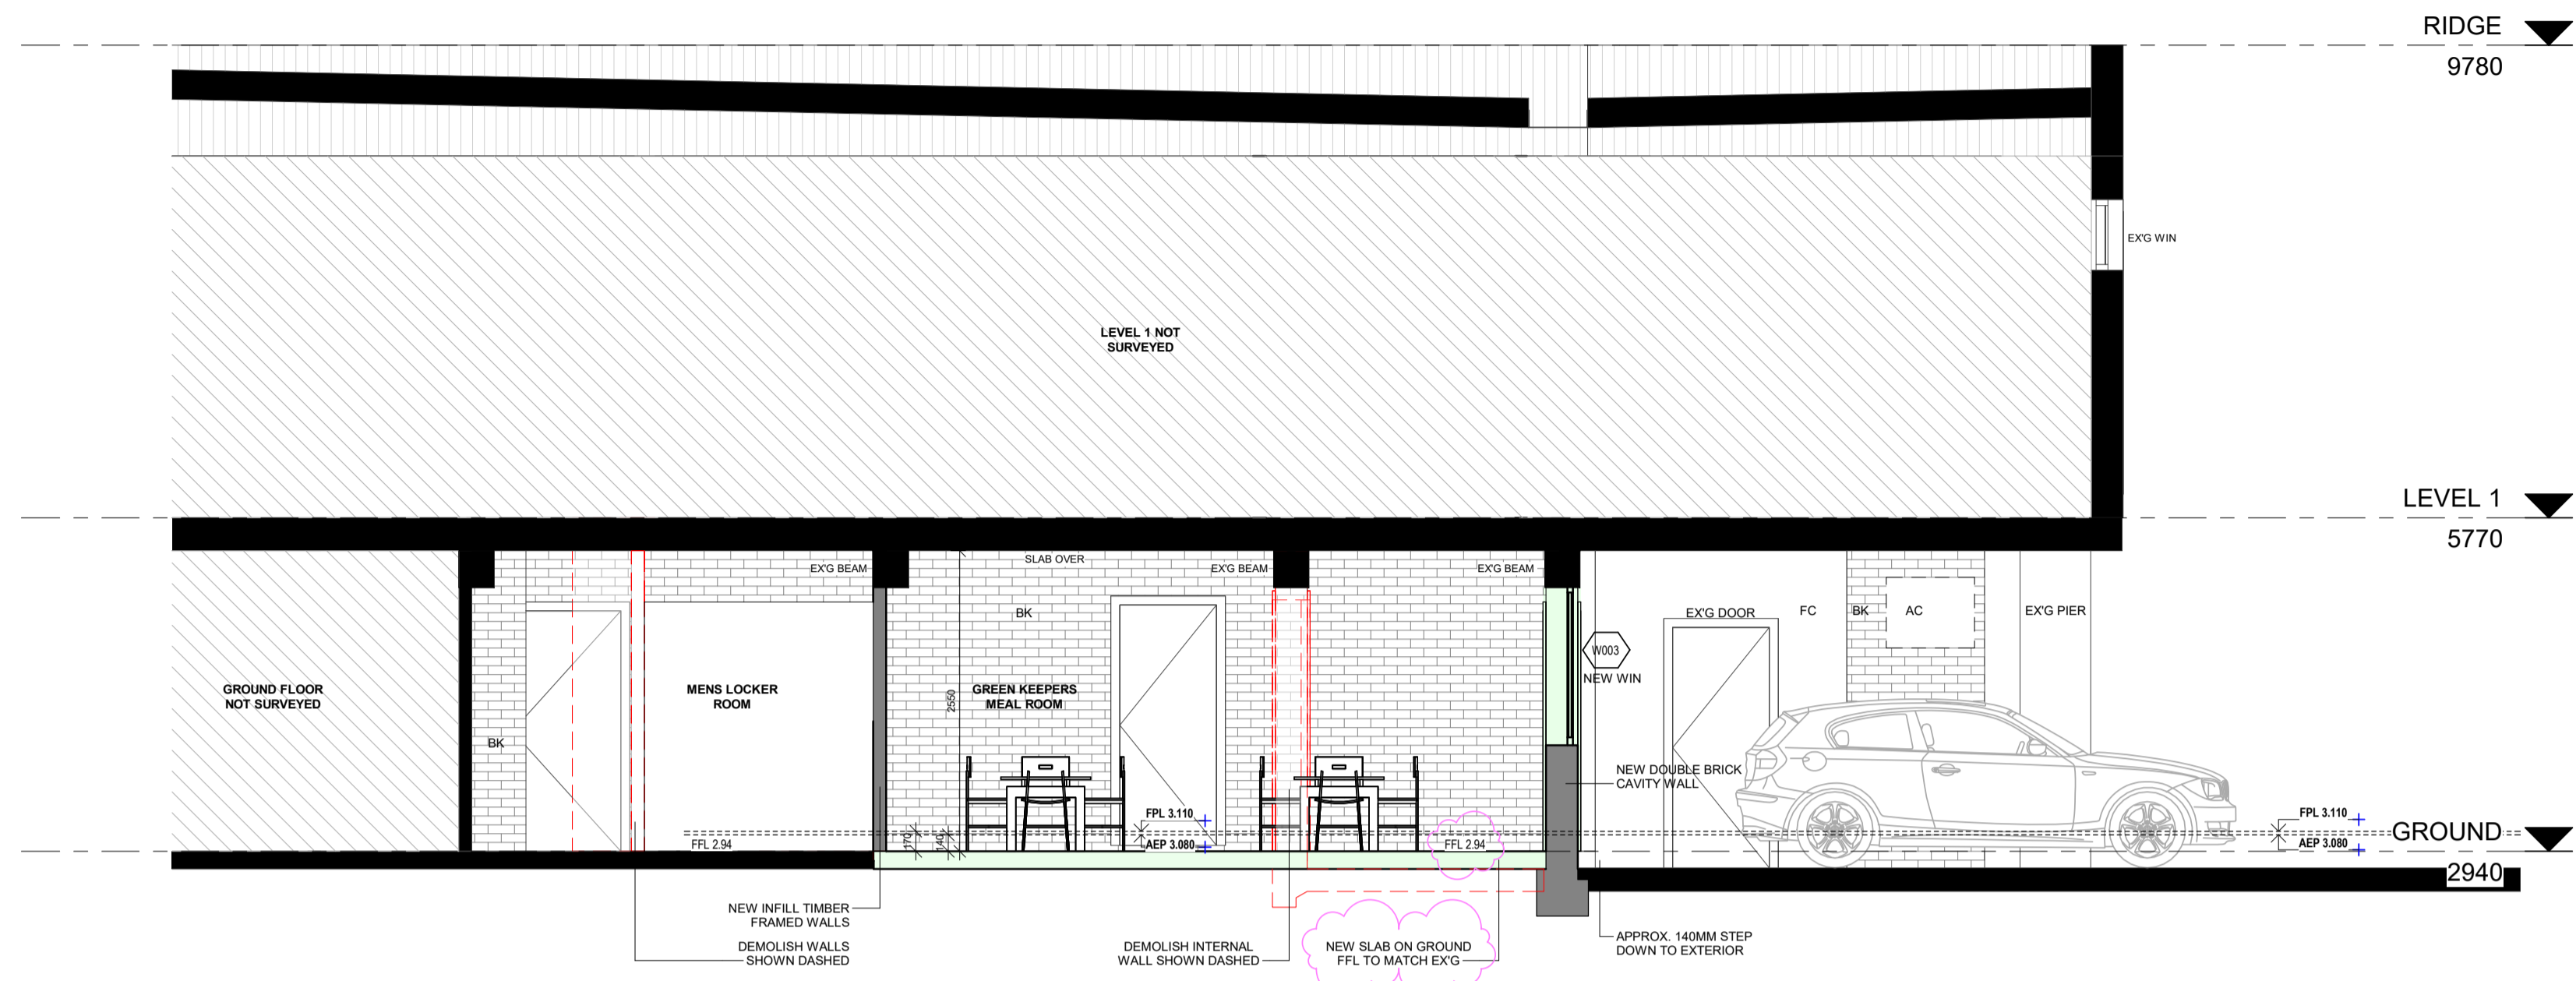 RIDGE
9780
EX'G WIN
LEVEL 1 NOT
SURVEYED
LEVEL 1
5770
SLAB OVER
EX'G BEAM
EX'G BEAM
EX'G BEAM
BK
EX'G DOOR
FC
BK
AC
EX'G PIER
W003
NEW WIN
GROUND FLOOR
NOT SURVEYED
MENS LOCKER
ROOM
2550
GREEN KEEPERS
MEAL ROOM
BK
NEW DOUBLE BRICK
CAVITY WALL
FPL 3.110
FPL 3.110
GROUND
FFL 2.94
170
140
AEP 3.080
FFL 2.94
AEP 3.080
2940
NEW INFILL TIMBER
FRAMED WALLS
DEMOLISH WALLS
SHOWN DASHED
DEMOLISH INTERNAL
WALL SHOWN DASHED
NEW SLAB ON GROUND
FFL TO MATCH EX'G
APPROX. 140MM STEP
DOWN TO EXTERIOR